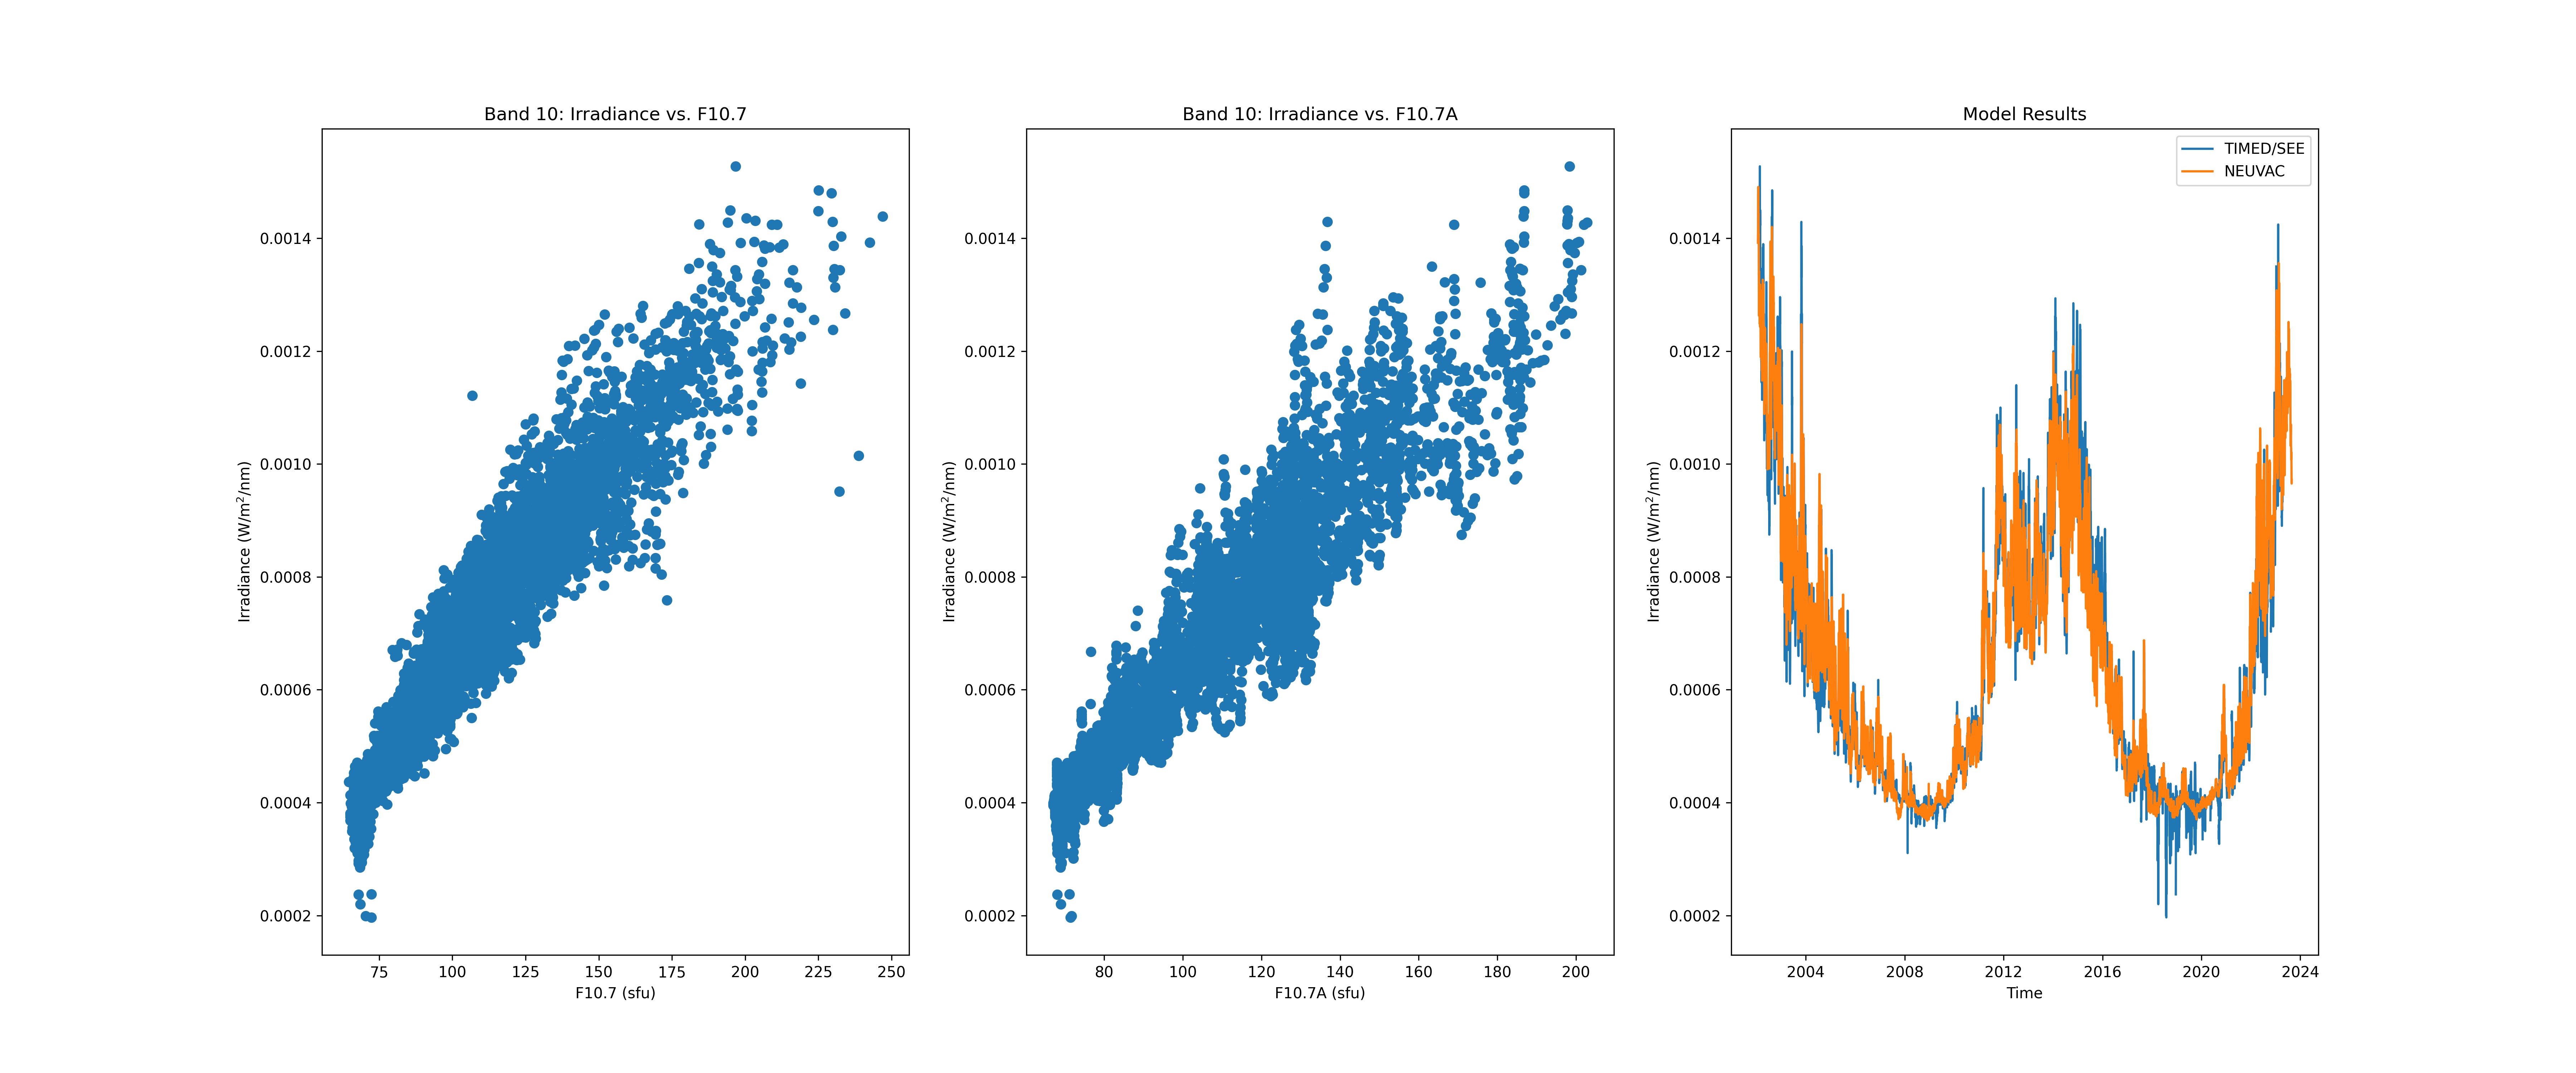 Band 10: Irradiance vs. F10.7
Irradiance (W/m²/nm)
0.0014
0.0012
0.0010
0.0008
0.0006
0.0004
0.0002
75 100 125 150 175 200 225 250
F10.7 (sfu)
Band 10: Irradiance vs. F10.7A
Irradiance (W/m²/nm)
0.0014
0.0012
0.0010
0.0008
0.0006
0.0004
0.0002
80 100 120 140 160 180 200
F10.7A (sfu)
Model Results
TIMED/SEE
NEUVAC
Irradiance (W/m²/nm)
0.0014
0.0012
0.0010
0.0008
0.0006
0.0004
0.0002
2004 2008 2012 2016 2020 2024
Time